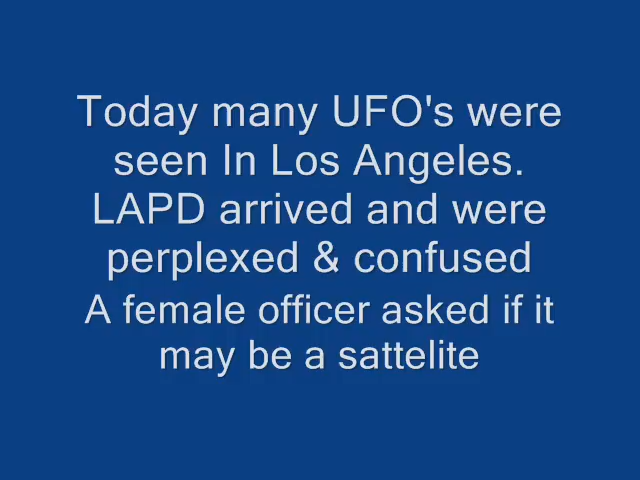 Today many UFO's were
seen In Los Angeles.
LAPD arrived and were
perplexed & confused
A female officer asked if it
may be a sattelite